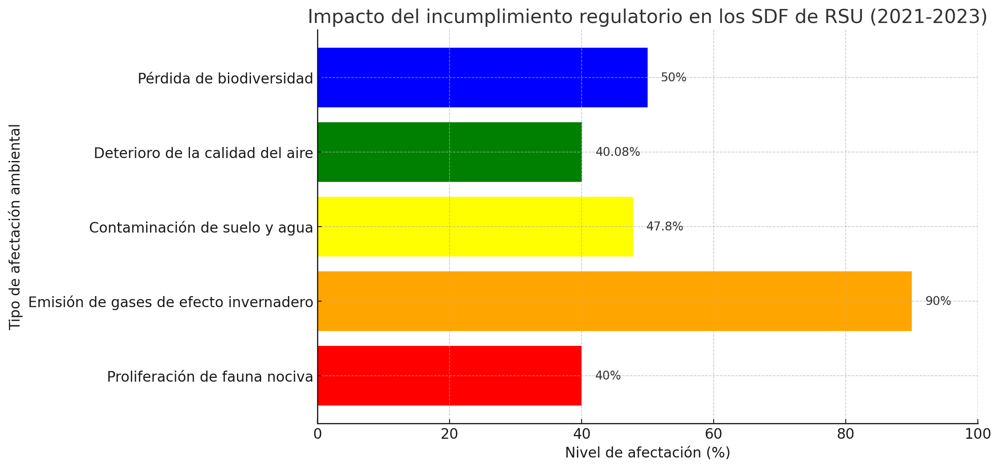 Impacto del incumplimiento regulatorio en los SDF de RSU (2021-2023)
Tipo de afectación ambiental
Pérdida de biodiversidad
50%
Deterioro de la calidad del aire
40.08%
Contaminación de suelo y agua
47.8%
Emisión de gases de efecto invernadero
90%
Proliferación de fauna nociva
40%
0 20 40 60 80 100
Nivel de afectación (%)